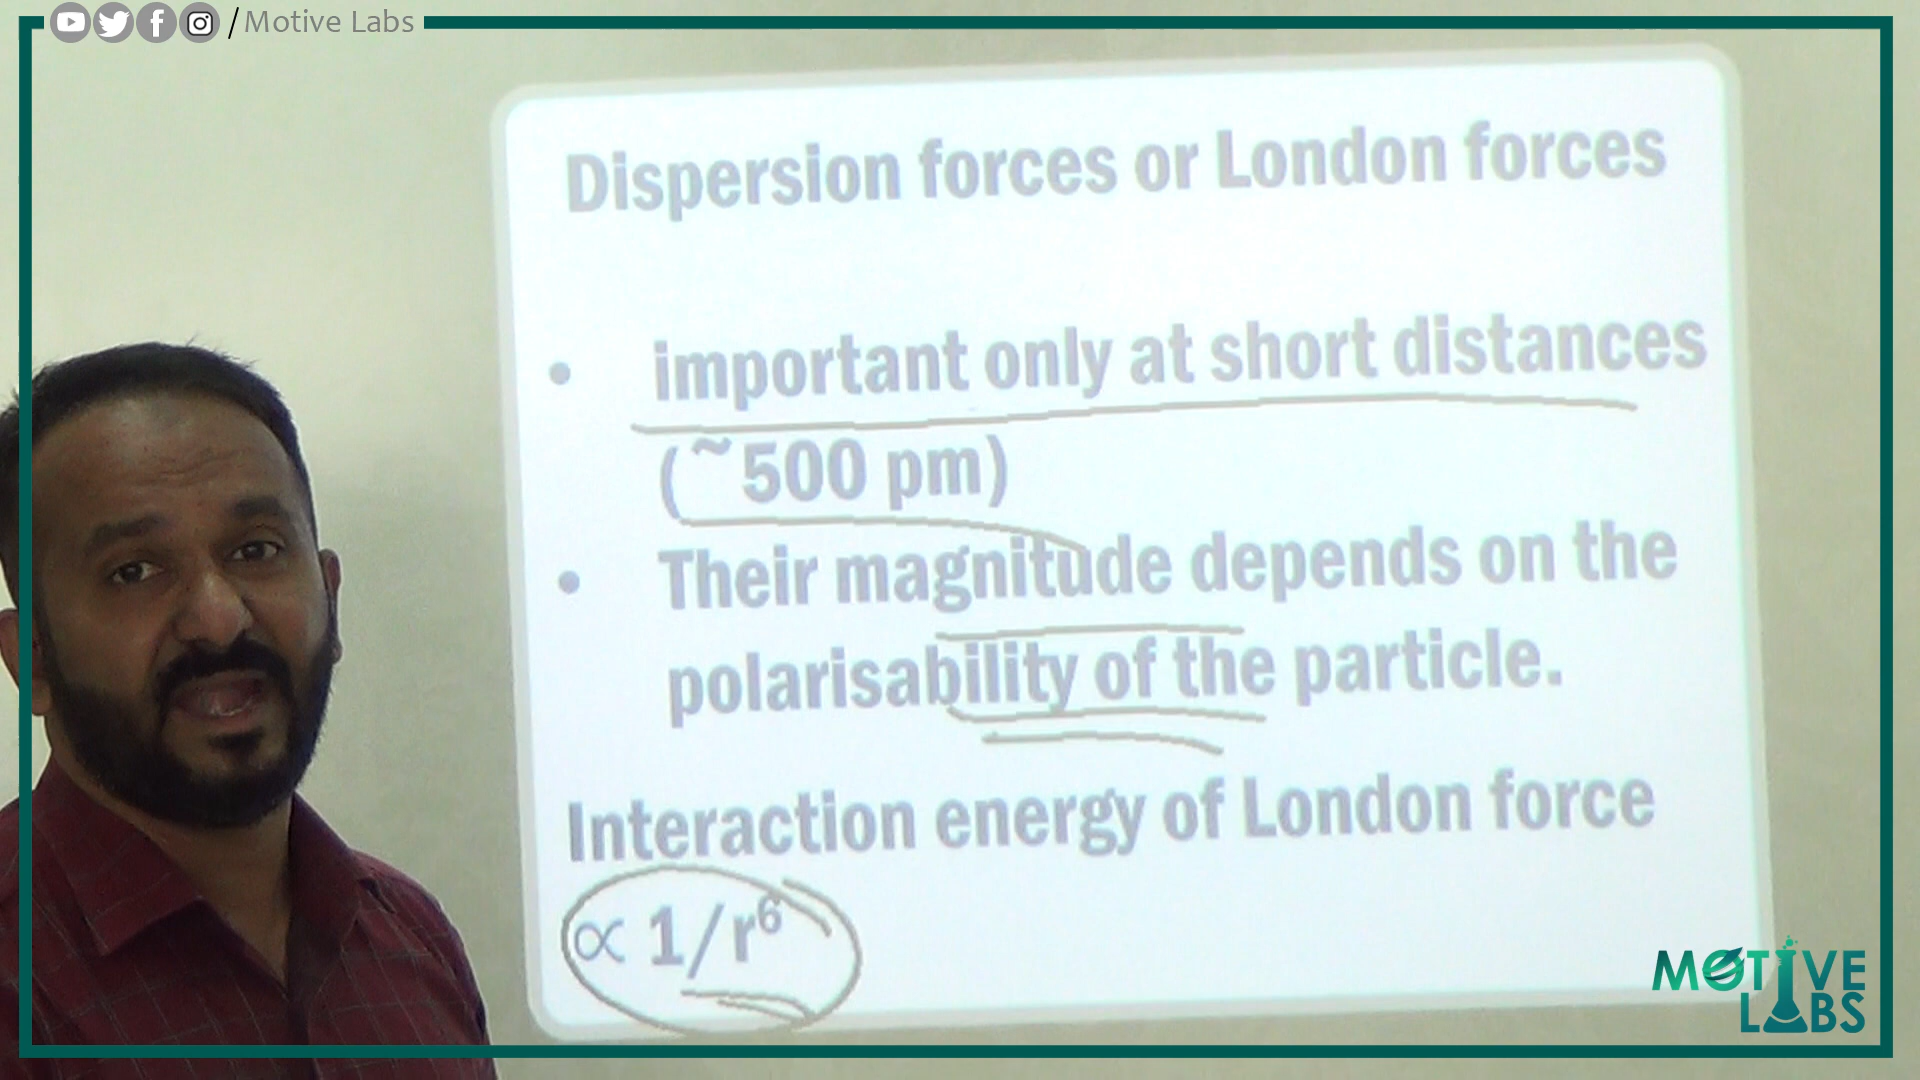 /Motive Labs
Dispersion forces or London forces
• important only at short distances
(~500 pm)
• Their magnitude depends on the
polarisability of the particle.
Interaction energy of London force
∝ 1/r⁶
MOTIVE
LABS